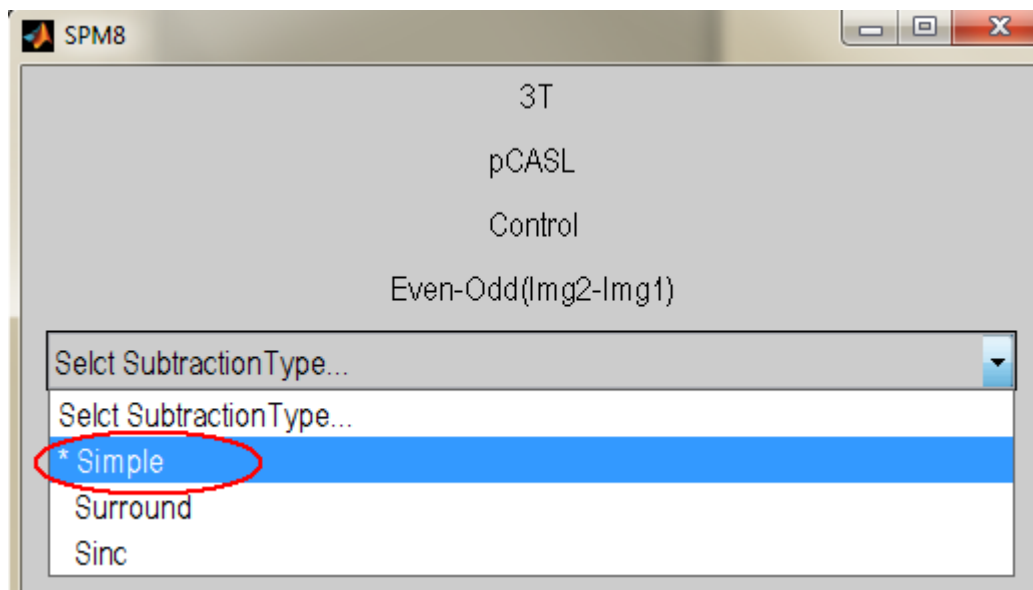 SPM8
3T
pCASL
Control
Even-Odd(Img2-Img1)
Selct SubtractionType...
Selct SubtractionType...
* Simple
Surround
Sinc